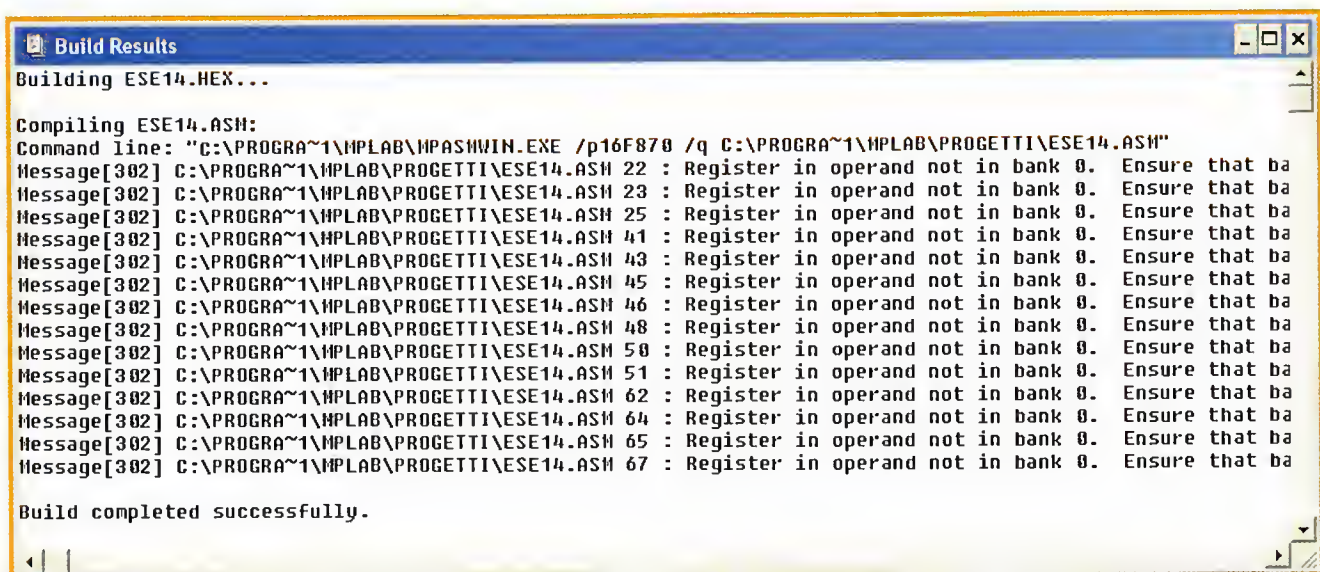 Build Results
Building ESE14.HEX...
Compiling ESE14.ASM:
Command line: "C:\PROGRA~1\MPLAB\MPASMWIN.EXE /p16F870 /q C:\PROGRA~1\MPLAB\PROGETTI\ESE14.ASM"
Message[302] C:\PROGRA~1\MPLAB\PROGETTI\ESE14.ASM 22 : Register in operand not in bank 0.  Ensure that ba
Message[302] C:\PROGRA~1\MPLAB\PROGETTI\ESE14.ASM 23 : Register in operand not in bank 0.  Ensure that ba
Message[302] C:\PROGRA~1\MPLAB\PROGETTI\ESE14.ASM 25 : Register in operand not in bank 0.  Ensure that ba
Message[302] C:\PROGRA~1\MPLAB\PROGETTI\ESE14.ASM 41 : Register in operand not in bank 0.  Ensure that ba
Message[302] C:\PROGRA~1\MPLAB\PROGETTI\ESE14.ASM 43 : Register in operand not in bank 0.  Ensure that ba
Message[302] C:\PROGRA~1\MPLAB\PROGETTI\ESE14.ASM 45 : Register in operand not in bank 0.  Ensure that ba
Message[302] C:\PROGRA~1\MPLAB\PROGETTI\ESE14.ASM 46 : Register in operand not in bank 0.  Ensure that ba
Message[302] C:\PROGRA~1\MPLAB\PROGETTI\ESE14.ASM 48 : Register in operand not in bank 0.  Ensure that ba
Message[302] C:\PROGRA~1\MPLAB\PROGETTI\ESE14.ASM 50 : Register in operand not in bank 0.  Ensure that ba
Message[302] C:\PROGRA~1\MPLAB\PROGETTI\ESE14.ASM 51 : Register in operand not in bank 0.  Ensure that ba
Message[302] C:\PROGRA~1\MPLAB\PROGETTI\ESE14.ASM 62 : Register in operand not in bank 0.  Ensure that ba
Message[302] C:\PROGRA~1\MPLAB\PROGETTI\ESE14.ASM 64 : Register in operand not in bank 0.  Ensure that ba
Message[302] C:\PROGRA~1\MPLAB\PROGETTI\ESE14.ASM 65 : Register in operand not in bank 0.  Ensure that ba
Message[302] C:\PROGRA~1\MPLAB\PROGETTI\ESE14.ASM 67 : Register in operand not in bank 0.  Ensure that ba
Build completed successfully.